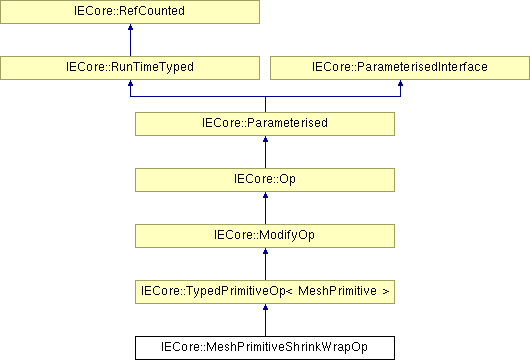 IECore::RefCounted
IECore::RunTimeTyped
IECore::ParameterisedInterface
IECore::Parameterised
IECore::Op
IECore::ModifyOp
IECore::TypedPrimitiveOp< MeshPrimitive >
IECore::MeshPrimitiveShrinkWrapOp